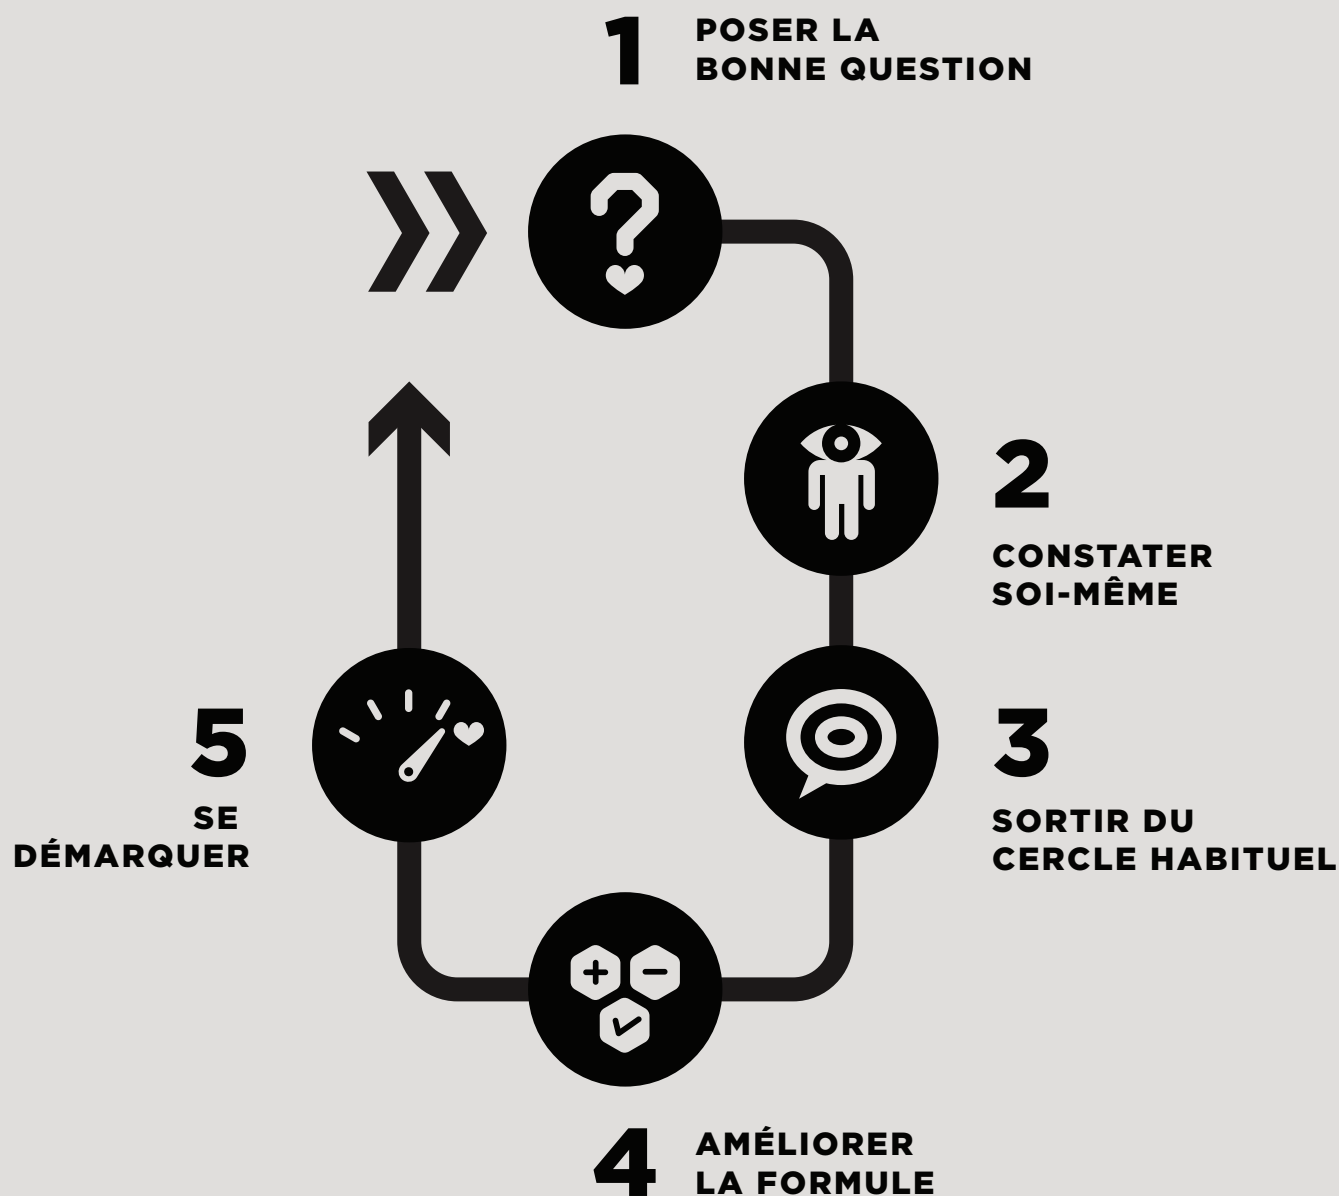 1
POSER LA
BONNE QUESTION
2
CONSTATER
SOI-MÊME
3
SORTIR DU
CERCLE HABITUEL
4
AMÉLIORER
LA FORMULE
5
SE
DÉMARQUER